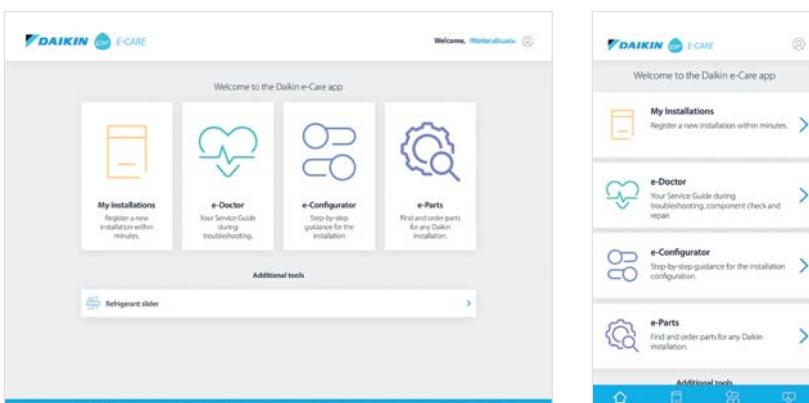 DAIKIN E-CARE
Welcome,
Welcome to the Daikin e-Care app
My Installations
Register a new
installation within
minutes.
e-Doctor
Your Service Guide
during
troubleshooting.
e-Configurator
Step-by-step
guidance for the
installation
e-Parts
Find and order parts
for any Daikin
installation.
Additional tools
Refrigerant slider
DAIKIN E-CARE
Welcome to the Daikin e-Care app
My Installations
Register a new installation within minutes.
e-Doctor
Your Service Guide during
troubleshooting, component check and
repair.
e-Configurator
Step-by-step guidance for the installation
configuration.
e-Parts
Find and order parts for any Daikin
installation.
Additional tools